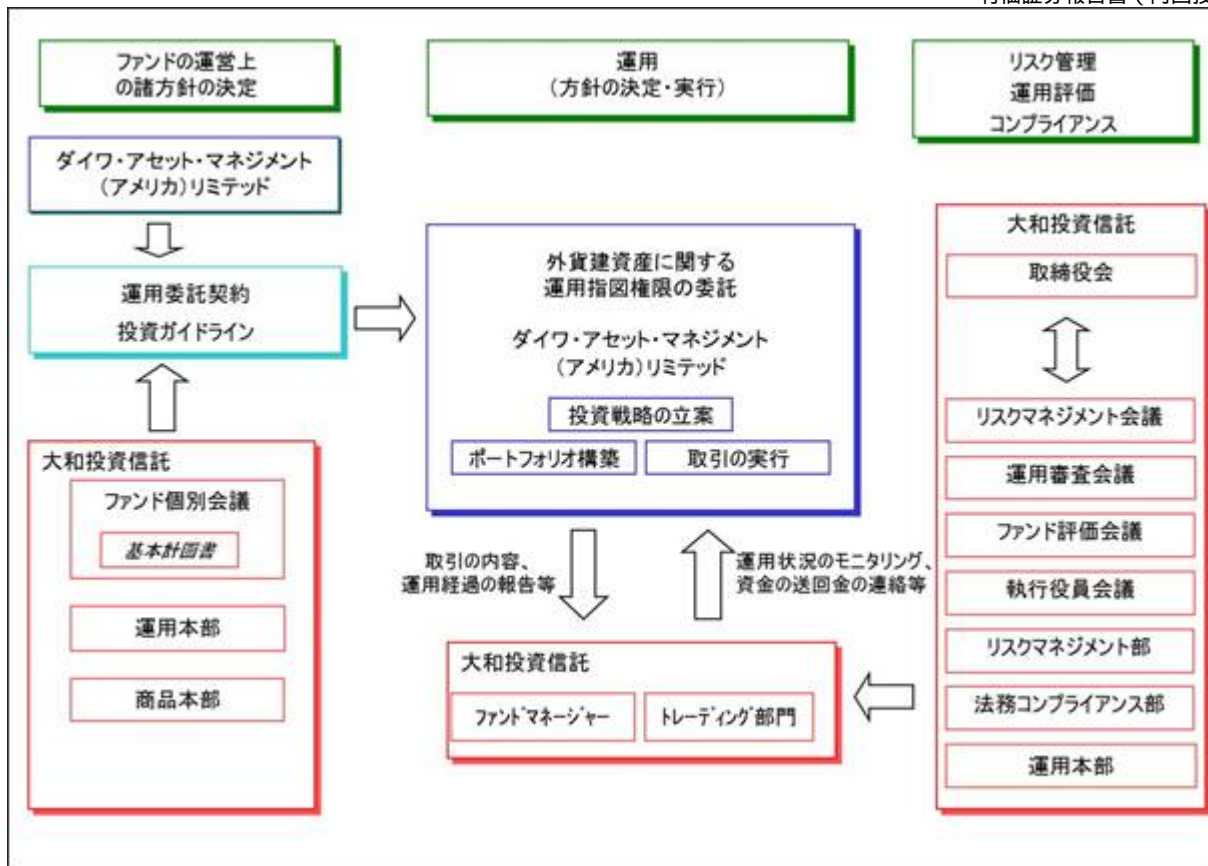 ファンドの運営上
の諸方針の決定
運用
(方針の決定・実行)
リスク管理
運用評価
コンプライアンス
ダイワ・アセット・マネジメント
(アメリカ)リミテッド
運用委託契約
投資ガイドライン
大和投資信託
ファンド個別会議
基本計画書
運用本部
商品本部
外貨建資産に関する
運用指図権限の委託
ダイワ・アセット・マネジメント
(アメリカ)リミテッド
投資戦略の立案
ポートフォリオ構築
取引の実行
取引の内容、
運用経過の報告等
運用状況のモニタリング、
資金の送回金の連絡等
大和投資信託
ファンドマネージャー
トレーディング部門
大和投資信託
取締役会
リスクマネジメント会議
運用審査会議
ファンド評価会議
執行役員会議
リスクマネジメント部
法務コンプライアンス部
運用本部